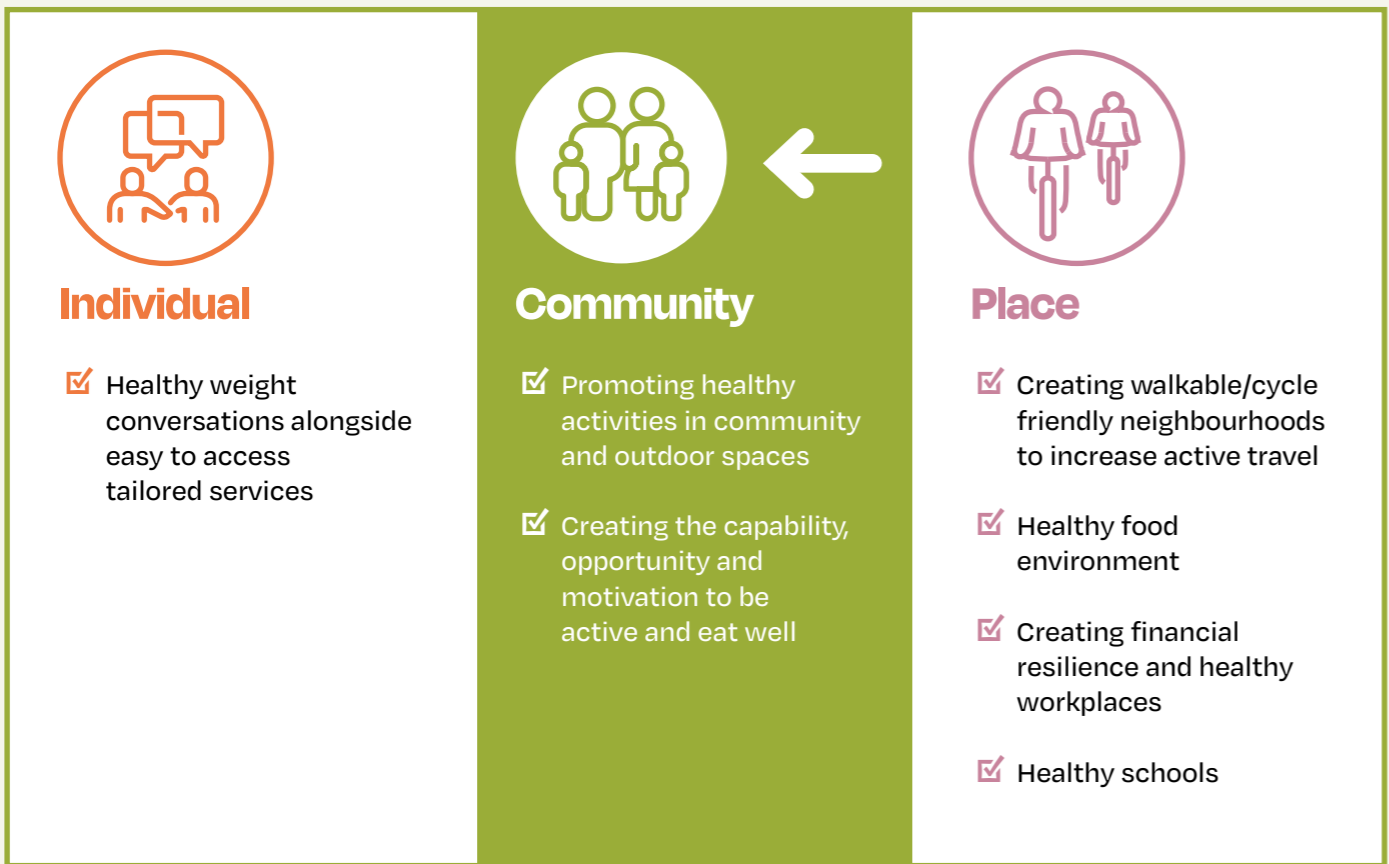 Individual
Healthy weight
conversations alongside
easy to access
tailored services
Community
Promoting healthy
activities in community
and outdoor spaces
Creating the capability,
opportunity and
motivation to be
active and eat well
Place
Creating walkable/cycle
friendly neighbourhoods
to increase active travel
Healthy food
environment
Creating financial
resilience and healthy
workplaces
Healthy schools